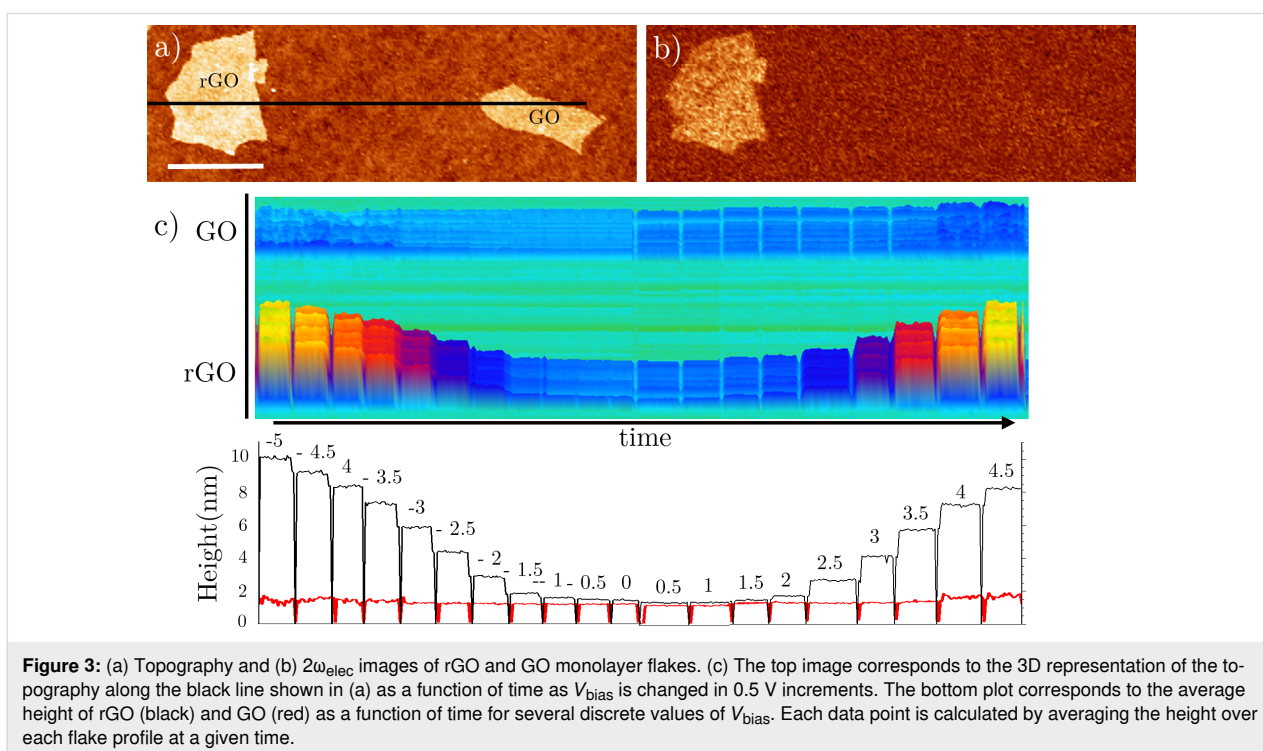 a)
rGO
GO
b)
c)
GO
rGO
time
Height(nm)
10
8
6
4
2
0
-5
- 4.5
4
- 3.5
-3
- 2.5
- 2
- 1.5
-- 1
- 0.5
0
0.5
1
1.5
2
2.5
3
3.5
4
4.5
Figure 3: (a) Topography and (b) 2ωelec images of rGO and GO monolayer flakes. (c) The top image corresponds to the 3D representation of the to-
pography along the black line shown in (a) as a function of time as Vbias is changed in 0.5 V increments. The bottom plot corresponds to the average
height of rGO (black) and GO (red) as a function of time for several discrete values of Vbias. Each data point is calculated by averaging the height over
each flake profile at a given time.